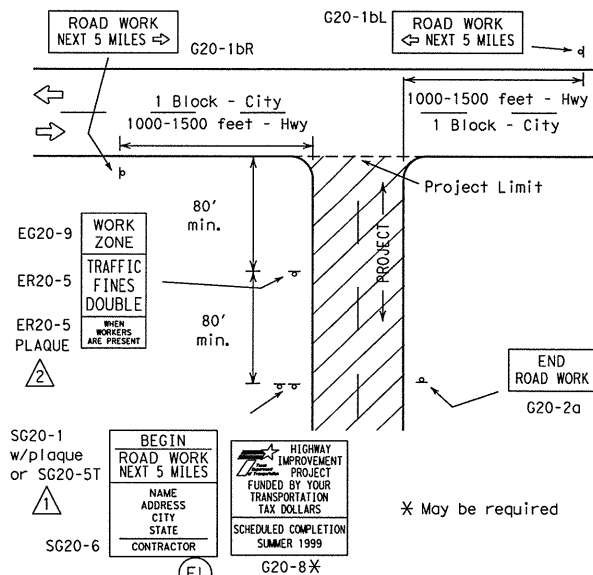 ROAD WORK
NEXT 5 MILES ⇨
G20-1bR
G20-1bL
ROAD WORK
⇦ NEXT 5 MILES
1 Block - City
1000-1500 feet - Hwy
1000-1500 feet - Hwy
1 Block - City
Project Limit
80'
min.
PROJECT
EG20-9
WORK
ZONE
ER20-5
TRAFFIC
FINES
DOUBLE
ER20-5
PLAQUE
WHEN
WORKERS
ARE PRESENT
2
80'
min.
END
ROAD WORK
G20-2a
SG20-1
w/plaque
or SG20-5T
1
BEGIN
ROAD WORK
NEXT 5 MILES
NAME
ADDRESS
CITY
STATE
CONTRACTOR
SG20-6
HIGHWAY
IMPROVEMENT
PROJECT
FUNDED BY YOUR
TRANSPORTATION
TAX DOLLARS
SCHEDULED COMPLETION
SUMMER 1999
G20-8*
* May be required